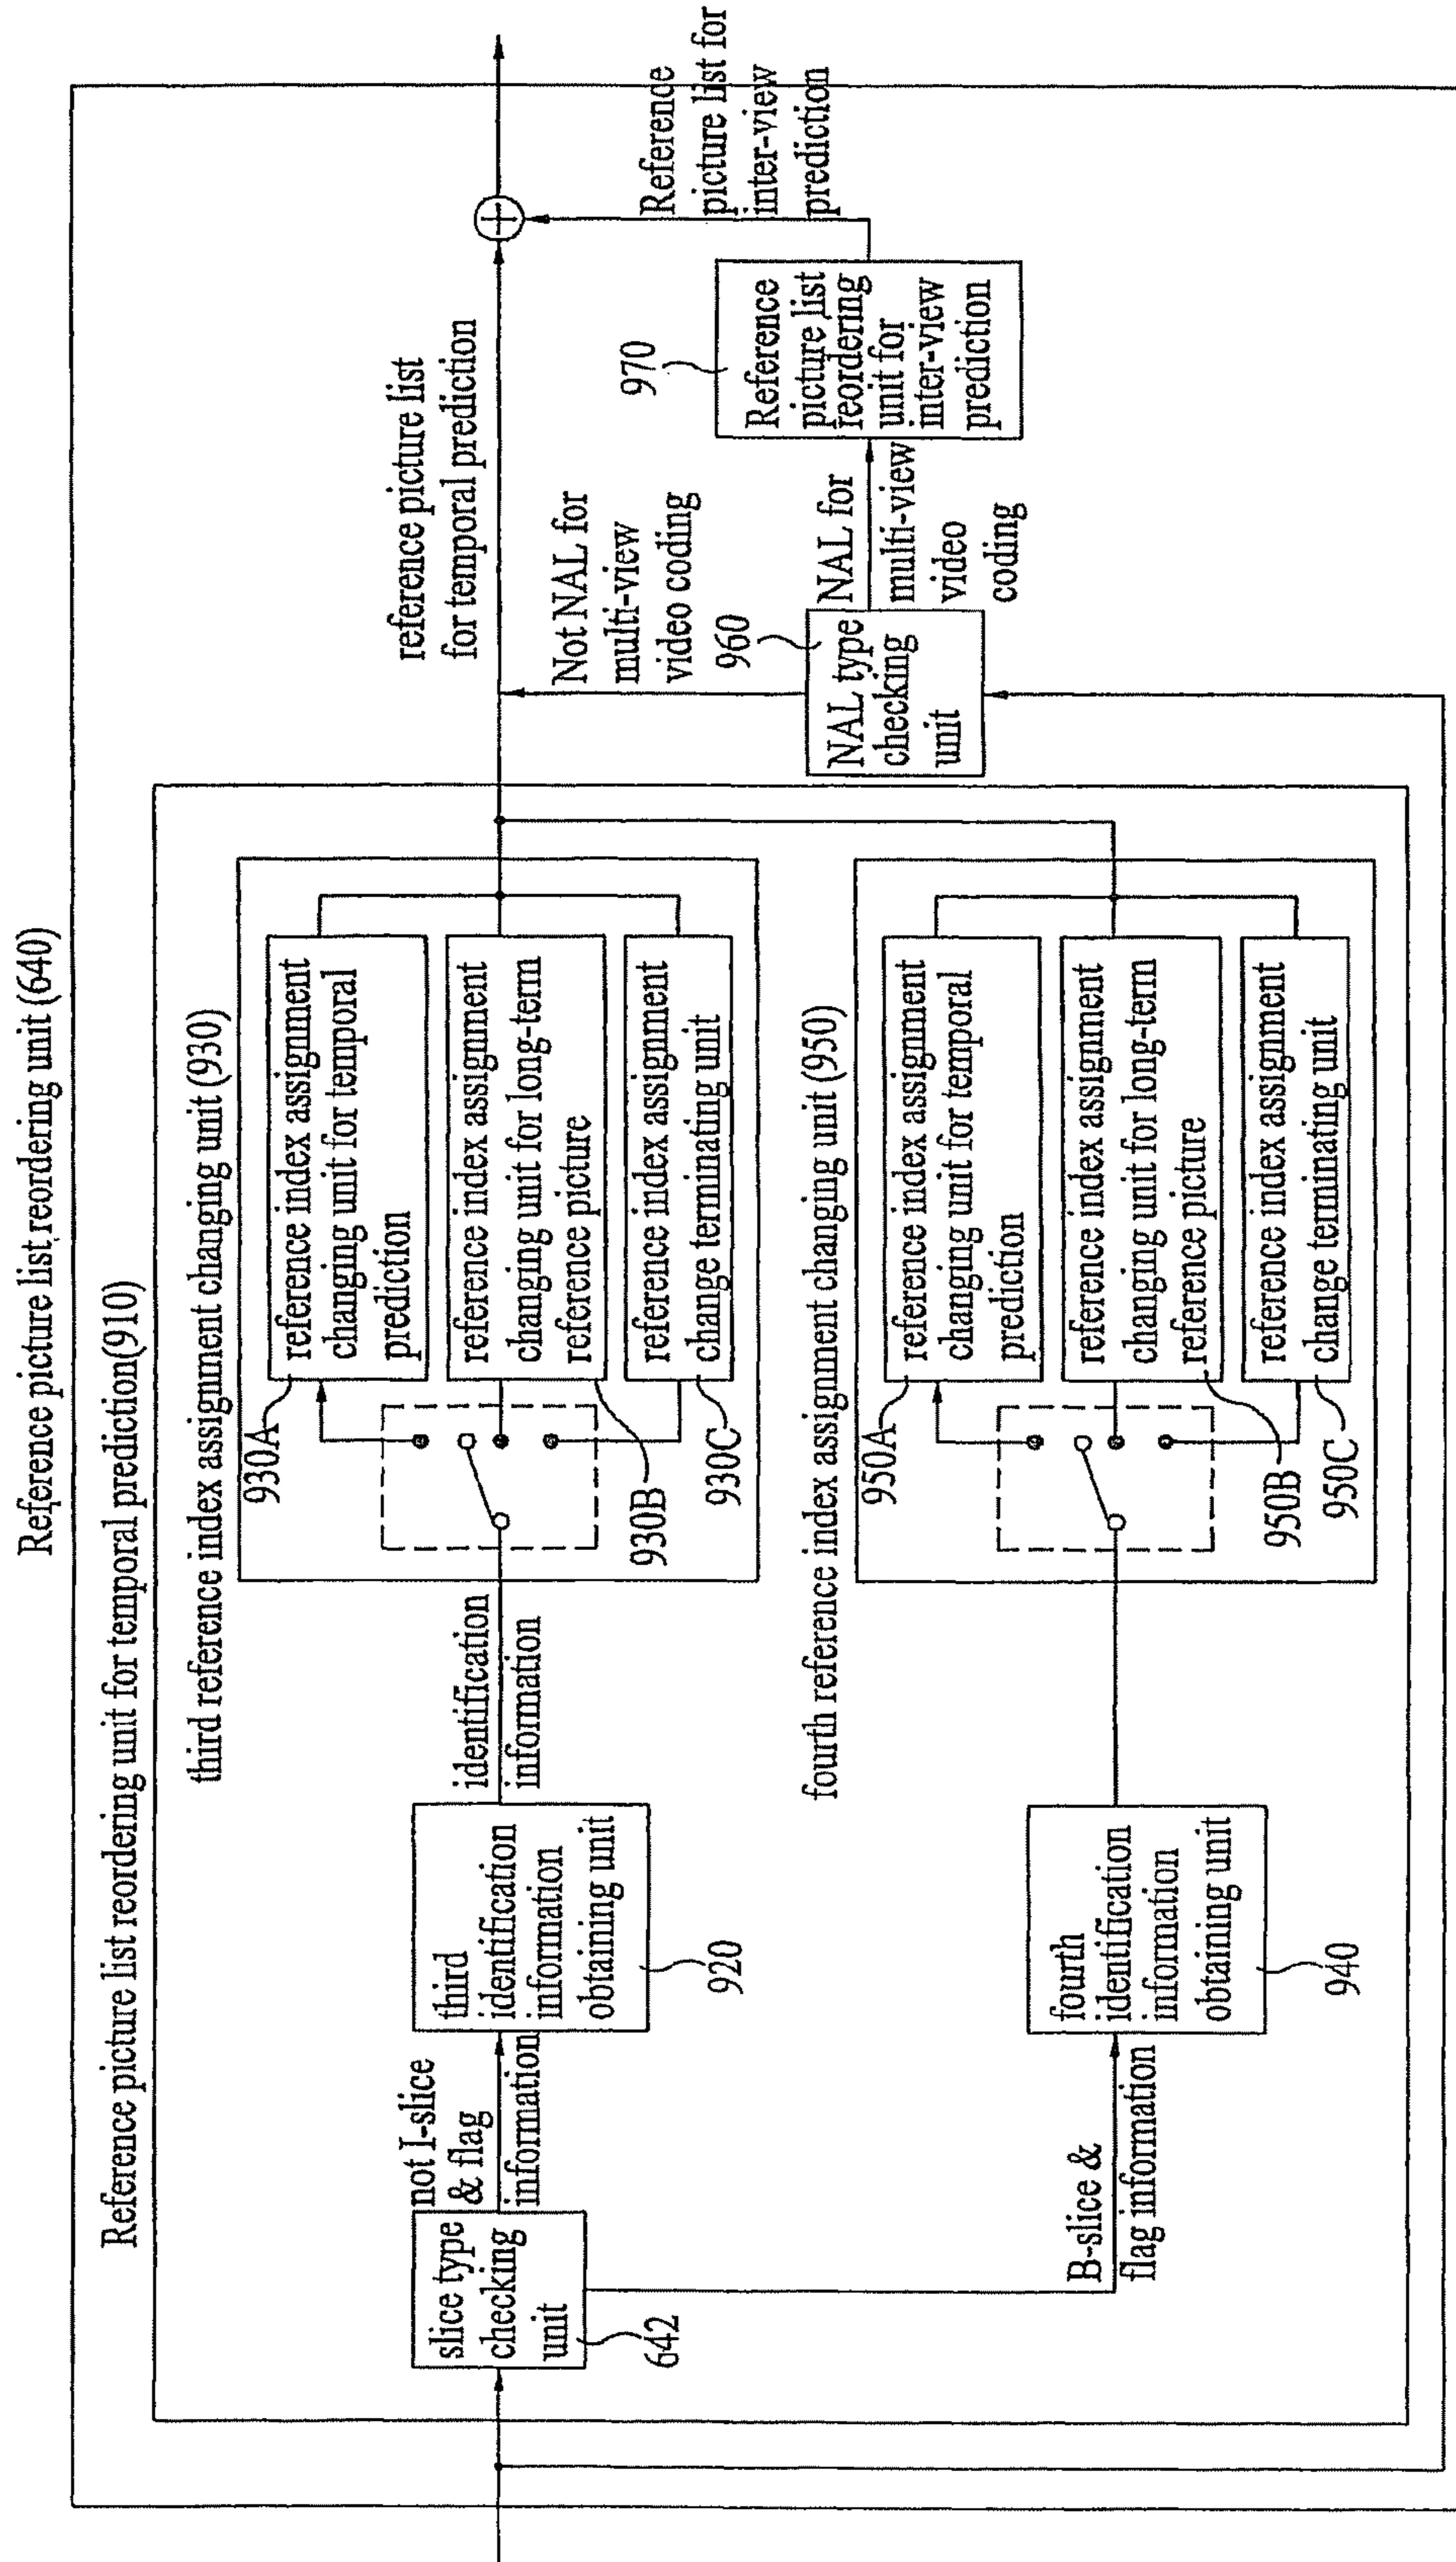 Reference picture list reordering unit (640)
Reference picture list reordering unit for temporal prediction(910)
third reference index assignment changing unit (930)
slice type
checking
unit
642
not I-slice
& flag
information
third
identification
information
obtaining unit
920
identification
information
930A
930B
930C
reference index assignment
changing unit for temporal
prediction
reference index assignment
changing unit for long-term
reference picture
reference index assignment
change terminating unit
B-slice &
flag information
fourth
identification
information
obtaining unit
940
fourth reference index assignment changing unit (950)
950A
950B
950C
reference index assignment
changing unit for temporal
prediction
reference index assignment
changing unit for long-term
reference picture
reference index assignment
change terminating unit
reference picture list
for temporal prediction
Not NAL for
multi-view
video coding
960
NAL type
checking
unit
NAL for
multi-view
video
coding
970
Reference
picture list
reordering
unit for
inter-view
prediction
Reference
picture list for
inter-view
prediction